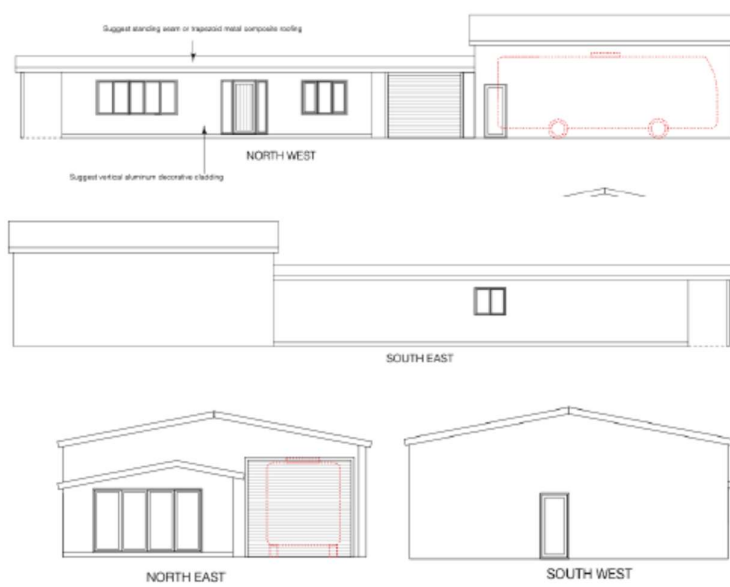 Suggest standing seam or trapezoid metal composite roofing
NORTH WEST
Suggest vertical aluminum decorative cladding
SOUTH EAST
NORTH EAST
SOUTH WEST